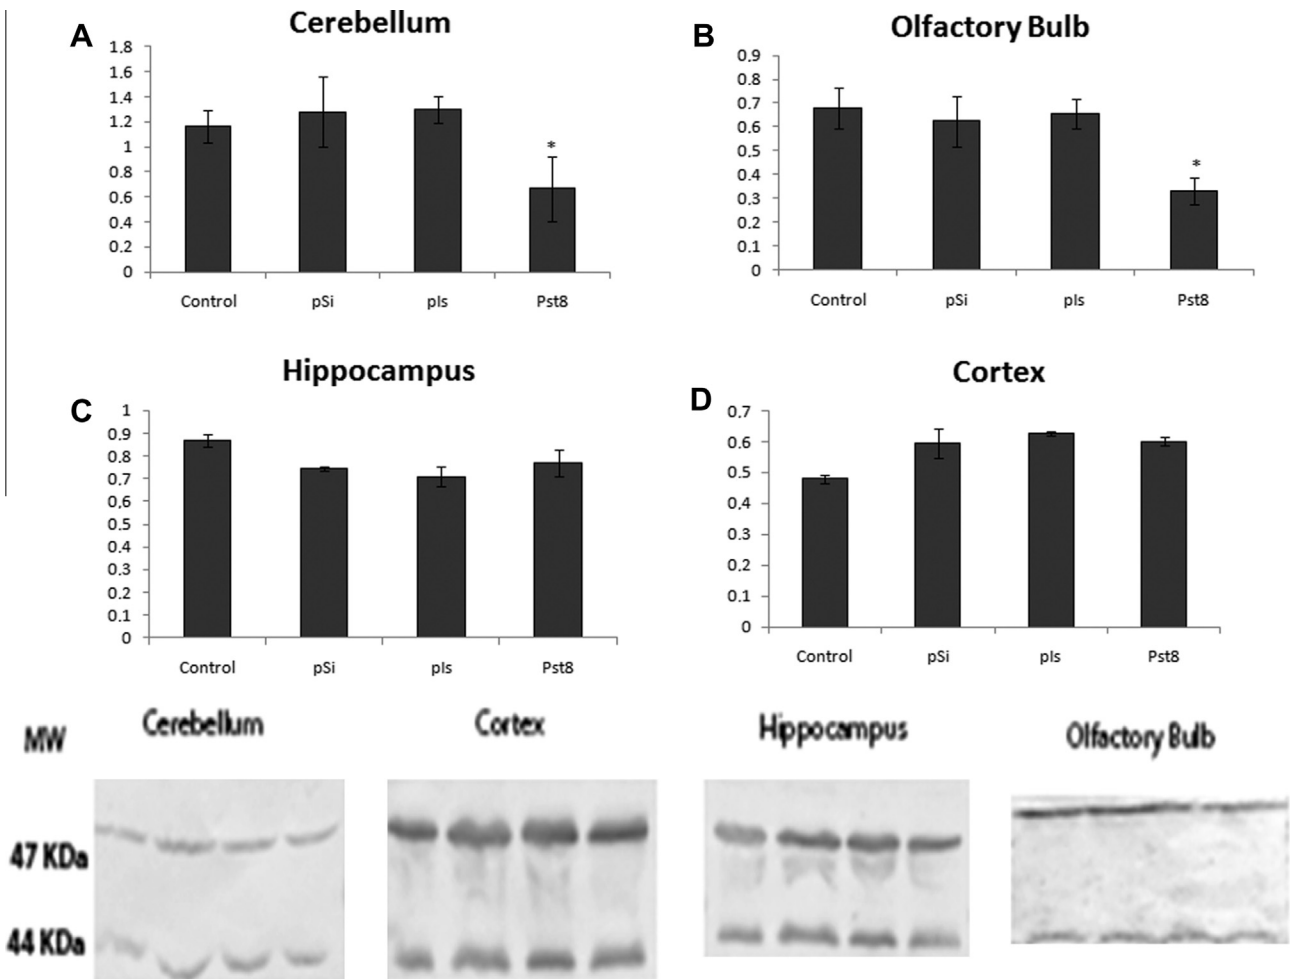 A
Cerebellum
1.8
1.6
1.4
1.2
1
0.8
0.6
0.4
0.2
0
*
Control pSi pIs Pst8
B
Olfactory Bulb
0.9
0.8
0.7
0.6
0.5
0.4
0.3
0.2
0.1
0
*
Control pSi pIs Pst8
C
Hippocampus
1
0.9
0.8
0.7
0.6
0.5
0.4
0.3
0.2
0.1
0
Control pSi pIs Pst8
D
Cortex
0.7
0.6
0.5
0.4
0.3
0.2
0.1
0
Control pSi pIs Pst8
MW
Cerebellum
Cortex
Hippocampus
Olfactory Bulb
47 KDa
44 KDa